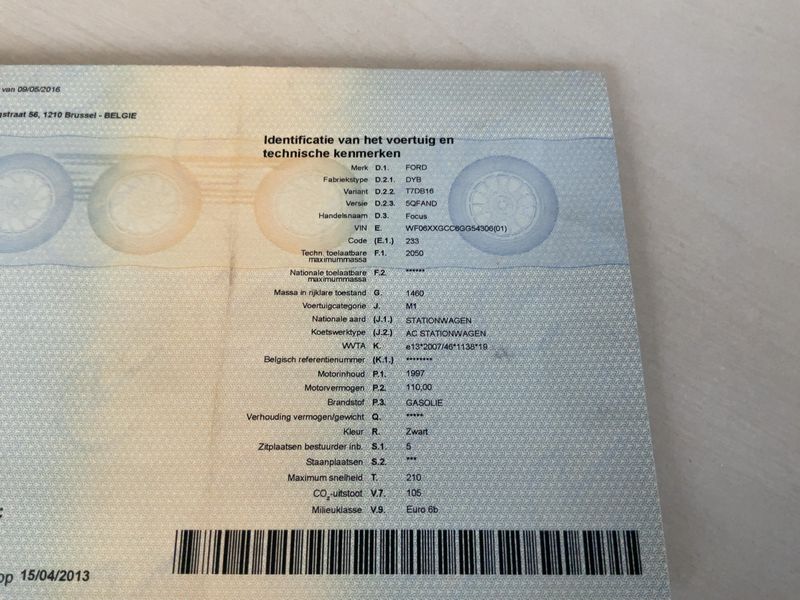 van 09/05/2016
straat 56, 1210 Brussel - BELGIE
Identificatie van het voertuig en
technische kenmerken
Merk D.1. FORD
Fabriekstype D.2.1. DYB
Variant D.2.2. T7DB16
Versie D.2.3. 5QFAND
Handelsnaam D.3. Focus
VIN E. WF06XXGCC6GG54306(01)
Code (E.1.) 233
Techn. toelaatbare
maximummassa F.1. 2050
Nationale toelaatbare
maximummassa F.2. ******
Massa in rijklare toestand G. 1460
Voertuigcategorie J. M1
Nationale aard (J.1.) STATIONWAGEN
Koetswerktype (J.2.) AC STATIONWAGEN
WVTA K. e13*2007/46*1138*19
Belgisch referentienummer (K.1.) ********
Motorinhoud P.1. 1997
Motorvermogen P.2. 110,00
Brandstof P.3. GASOLIE
Verhouding vermogen/gewicht Q. *****
Kleur R. Zwart
Zitplaatsen bestuurder inb. S.1. 5
Staanplaatsen S.2. ***
Maximum snelheid T. 210
CO2-uitstoot V.7. 105
Milieuklasse V.9. Euro 6b
op 15/04/2013